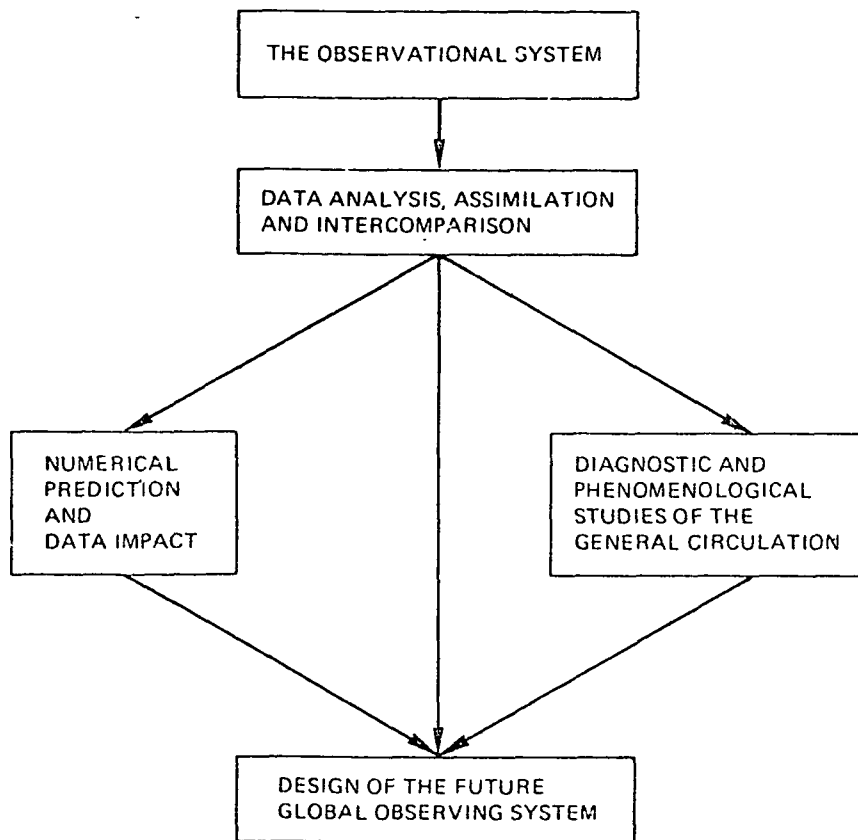 THE OBSERVATIONAL SYSTEM
DATA ANALYSIS, ASSIMILATION
AND INTERCOMPARISON
NUMERICAL
PREDICTION
AND
DATA IMPACT
DIAGNOSTIC AND
PHENOMENOLOGICAL
STUDIES OF THE
GENERAL CIRCULATION
DESIGN OF THE FUTURE
GLOBAL OBSERVING SYSTEM